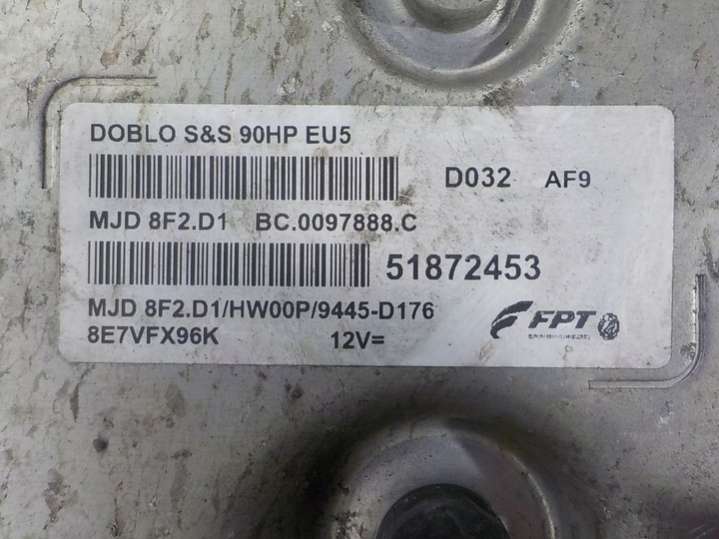 DOBLO S&S 90HP EU5
D032 AF9
MJD 8F2.D1 BC.0097888.C
51872453
MJD 8F2.D1/HW00P/9445-D176
8E7VFX96K 12V=
FPT